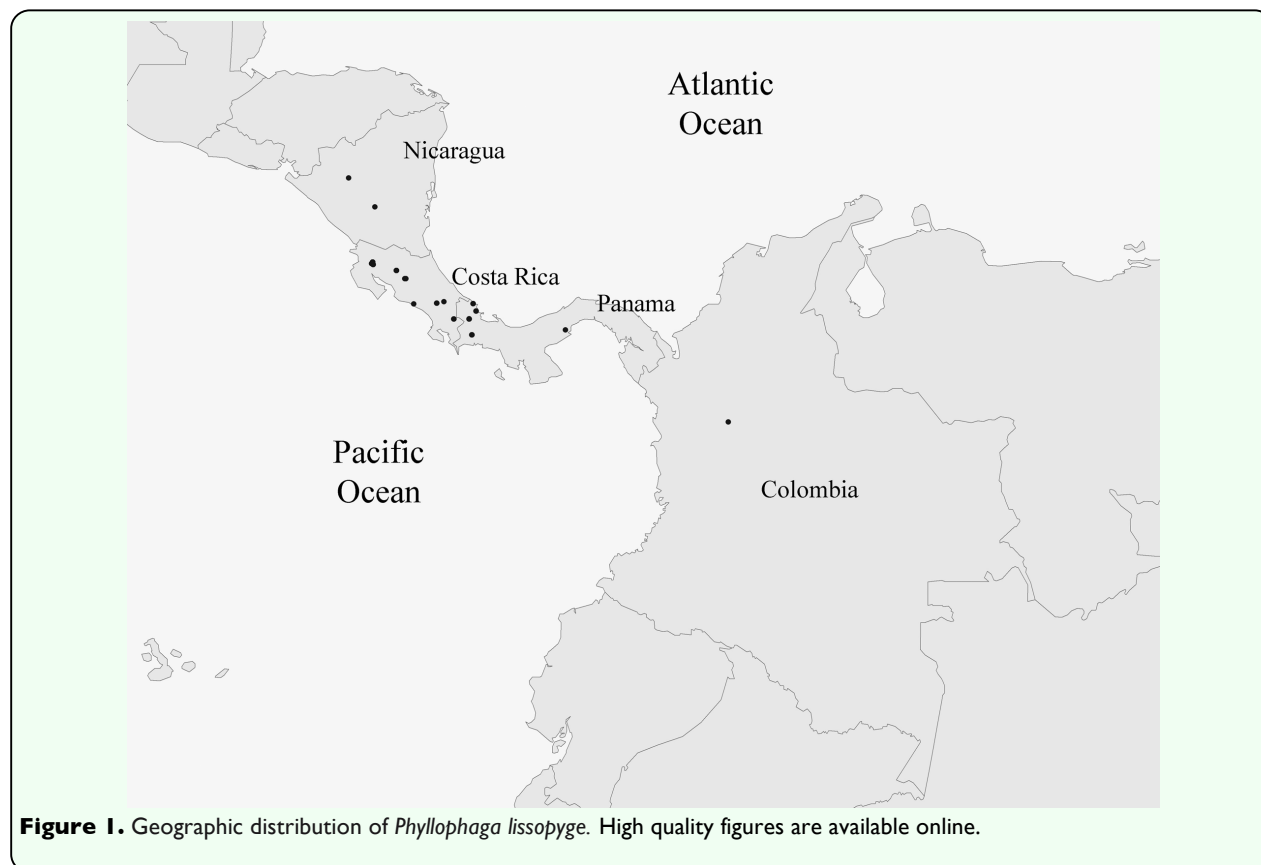 Atlantic
Ocean
Nicaragua
Costa Rica
Panama
Pacific
Ocean
Colombia
Figure 1. Geographic distribution of Phyllophaga lissopyge. High quality figures are available online.